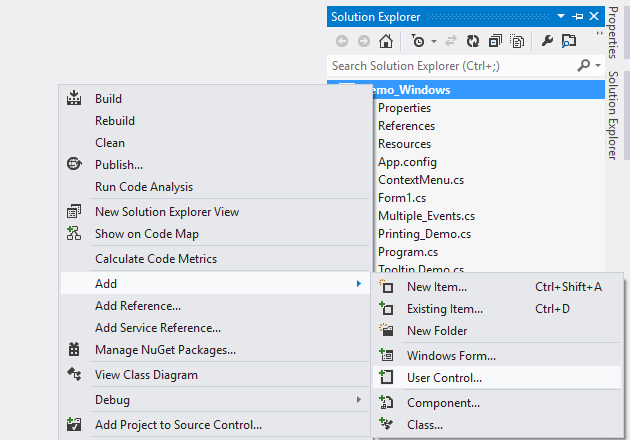 Solution Explorer
Search Solution Explorer (Ctrl+;)
emo_Windows
Properties
References
Resources
App.config
ContextMenu.cs
Form1.cs
Multiple_Events.cs
Printing_Demo.cs
Program.cs
Tooltip Demo.cs
Properties
Solution Explorer
Build
Rebuild
Clean
Publish...
Run Code Analysis
New Solution Explorer View
Show on Code Map
Calculate Code Metrics
Add
Add Reference...
Add Service Reference...
Manage NuGet Packages...
View Class Diagram
Debug
Add Project to Source Control...
New Item... Ctrl+Shift+A
Existing Item... Ctrl+D
New Folder
Windows Form...
User Control...
Component...
Class...